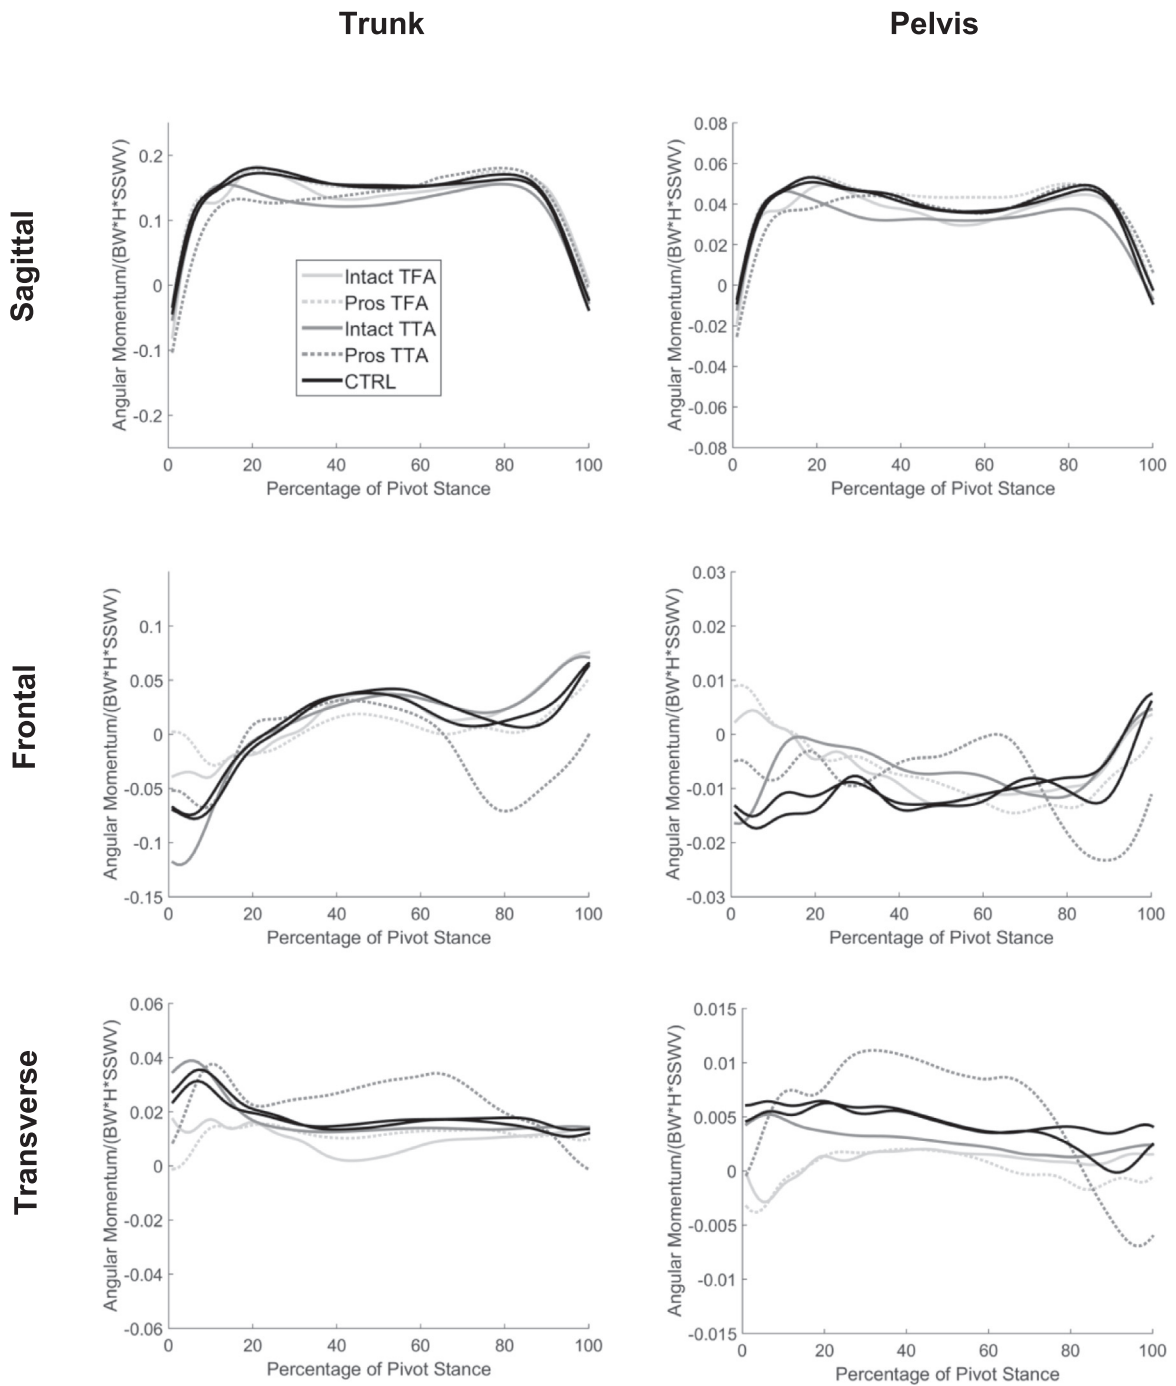 Trunk
Pelvis
Sagittal
Angular Momentum/(BW*H*SSWV)
0.2
0.1
0
-0.1
-0.2
0 20 40 60 80 100
Percentage of Pivot Stance
Intact TFA
Pros TFA
Intact TTA
Pros TTA
CTRL
Angular Momentum/(BW*H*SSWV)
0.08
0.06
0.04
0.02
0
-0.02
-0.04
-0.06
-0.08
0 20 40 60 80 100
Percentage of Pivot Stance
Frontal
Angular Momentum/(BW*H*SSWV)
0.1
0.05
0
-0.05
-0.1
-0.15
0 20 40 60 80 100
Percentage of Pivot Stance
Angular Momentum/(BW*H*SSWV)
0.03
0.02
0.01
0
-0.01
-0.02
-0.03
0 20 40 60 80 100
Percentage of Pivot Stance
Transverse
Angular Momentum/(BW*H*SSWV)
0.06
0.04
0.02
0
-0.02
-0.04
-0.06
0 20 40 60 80 100
Percentage of Pivot Stance
Angular Momentum/(BW*H*SSWV)
0.015
0.01
0.005
0
-0.005
-0.01
-0.015
0 20 40 60 80 100
Percentage of Pivot Stance